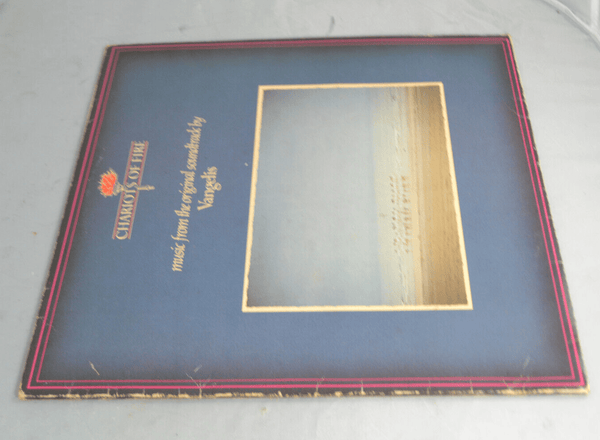 CHARIOTS OF FIRE
music from the original soundtrack by
Vangelis